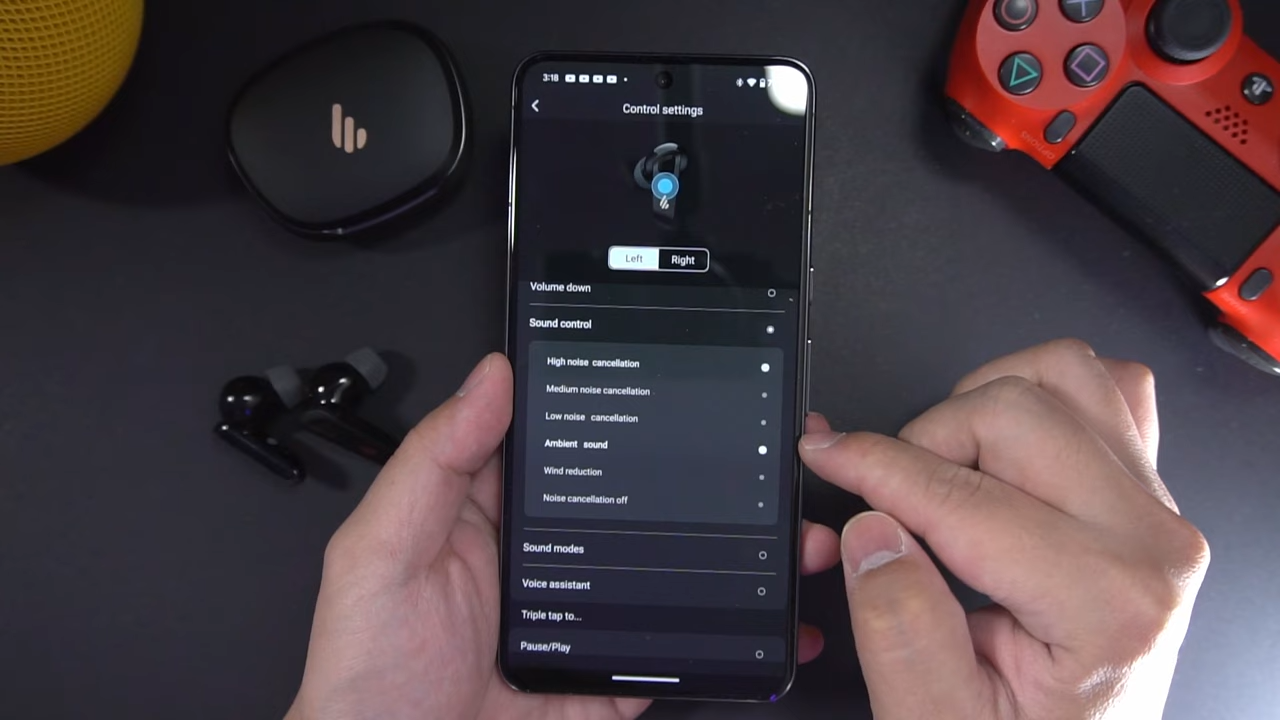 3:18
Control settings
Left
Right
Volume down
Sound control
High noise cancellation
Medium noise cancellation
Low noise cancellation
Ambient sound
Wind reduction
Noise cancellation off
Sound modes
Voice assistant
Triple tap to...
Pause/Play
OPTIONS